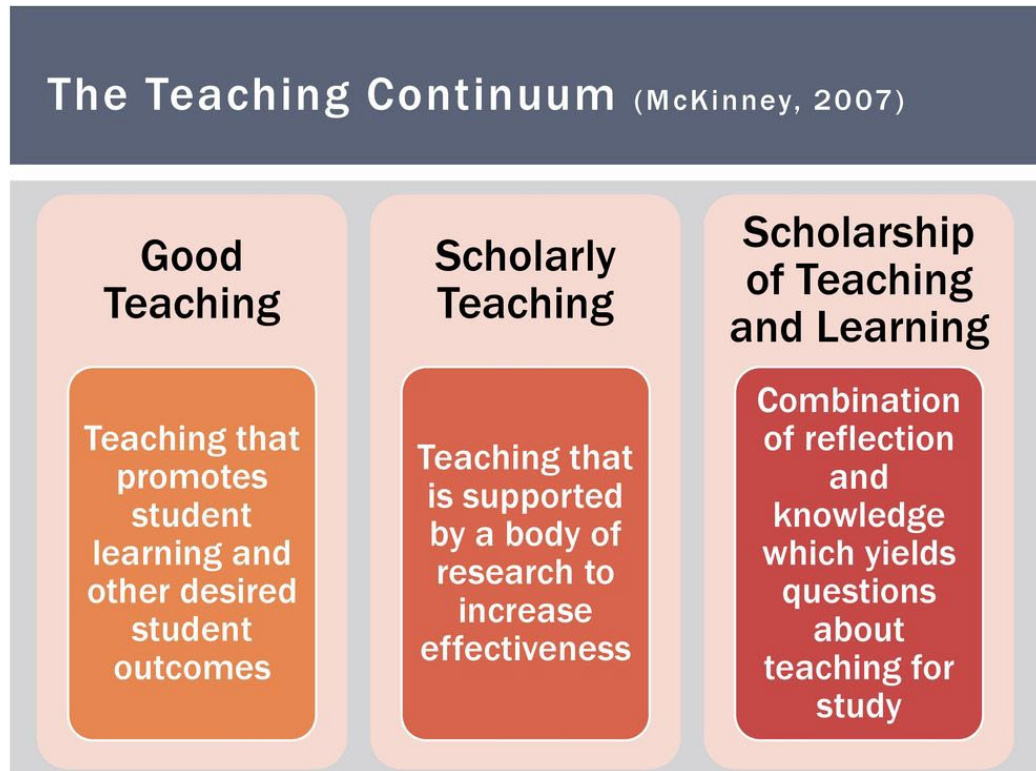 The Teaching Continuum (McKinney, 2007)
Good
Teaching
Teaching that
promotes
student
learning and
other desired
student
outcomes
Scholarly
Teaching
Teaching that
is supported
by a body of
research to
increase
effectiveness
Scholarship
of Teaching
and Learning
Combination
of reflection
and
knowledge
which yields
questions
about
teaching for
study